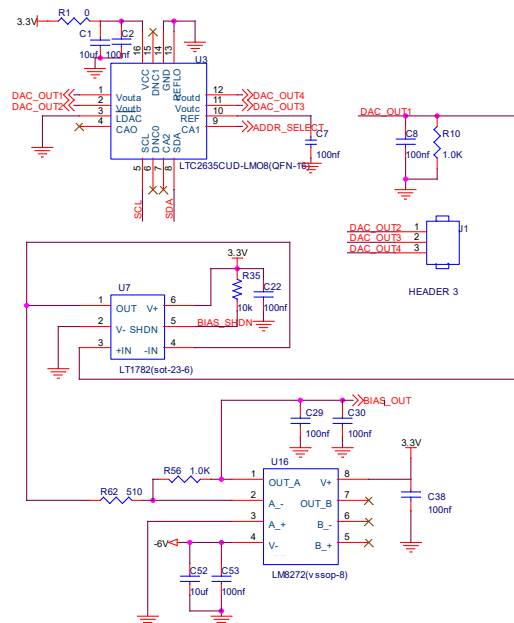 R1 0
3.3V
C1
C2
10uf
100nf
16
15
14
13
U3
VCC
DNC1
GND
REFLO
DAC_OUT1
1
Vouta
Voutd
12
DAC_OUT4
DAC_OUT2
2
Voutb
Voutc
11
DAC_OUT3
3
LDAC
REF
10
4
CAO
CA1
9
ADDR_SELECT
SCL
DNC0
CA2
SDA
5
6
7
8
LTC2635CUD-LMO8(QFN-16)
SCL
SDA
C7
100nf
DAC_OUT1
C8
100nf
R10
1.0K
DAC_OUT2
1
DAC_OUT3
2
DAC_OUT4
3
J1
HEADER 3
3.3V
U7
R35
C22
10k
100nf
1
OUT
V+
6
2
V-
SHDN
5
BIAS_SHDN
3
+IN
-IN
4
LT1782(sot-23-6)
BIAS_OUT
C29
C30
100nf
100nf
3.3V
U16
R56 1.0K
1
OUT_A
V+
8
R62 510
2
A_-
OUT_B
7
C38
100nf
3
A_+
B_-
6
-6V
4
V-
B_+
5
C52
C53
10uf
100nf
LM8272(vssop-8)